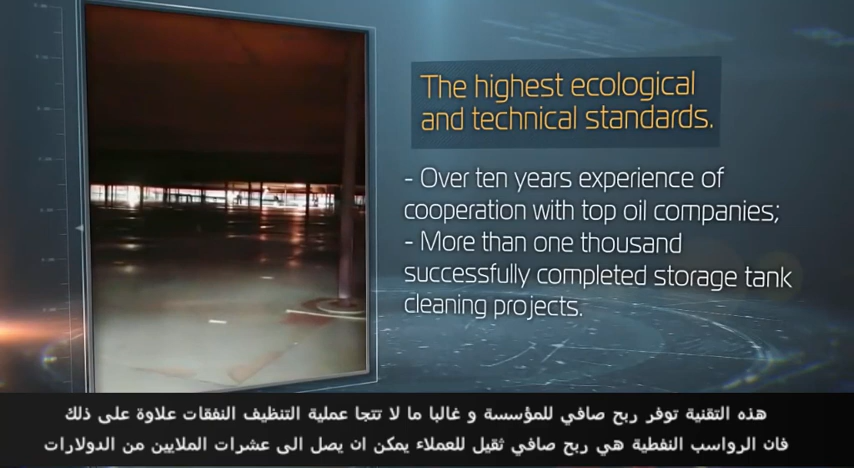 The highest ecological
and technical standards.
- Over ten years experience of
cooperation with top oil companies;
- More than one thousand
successfully completed storage tank
cleaning projects.
هذه التقنية توفر ربح صافي للمؤسسة و غالبا ما لا تتجا عملية التنظيف النفقات علاوة على ذلك
فان الرواسب النفطية هي ربح صافي ثقيل للعملاء يمكن ان يصل الى عشرات الملايين من الدولارات